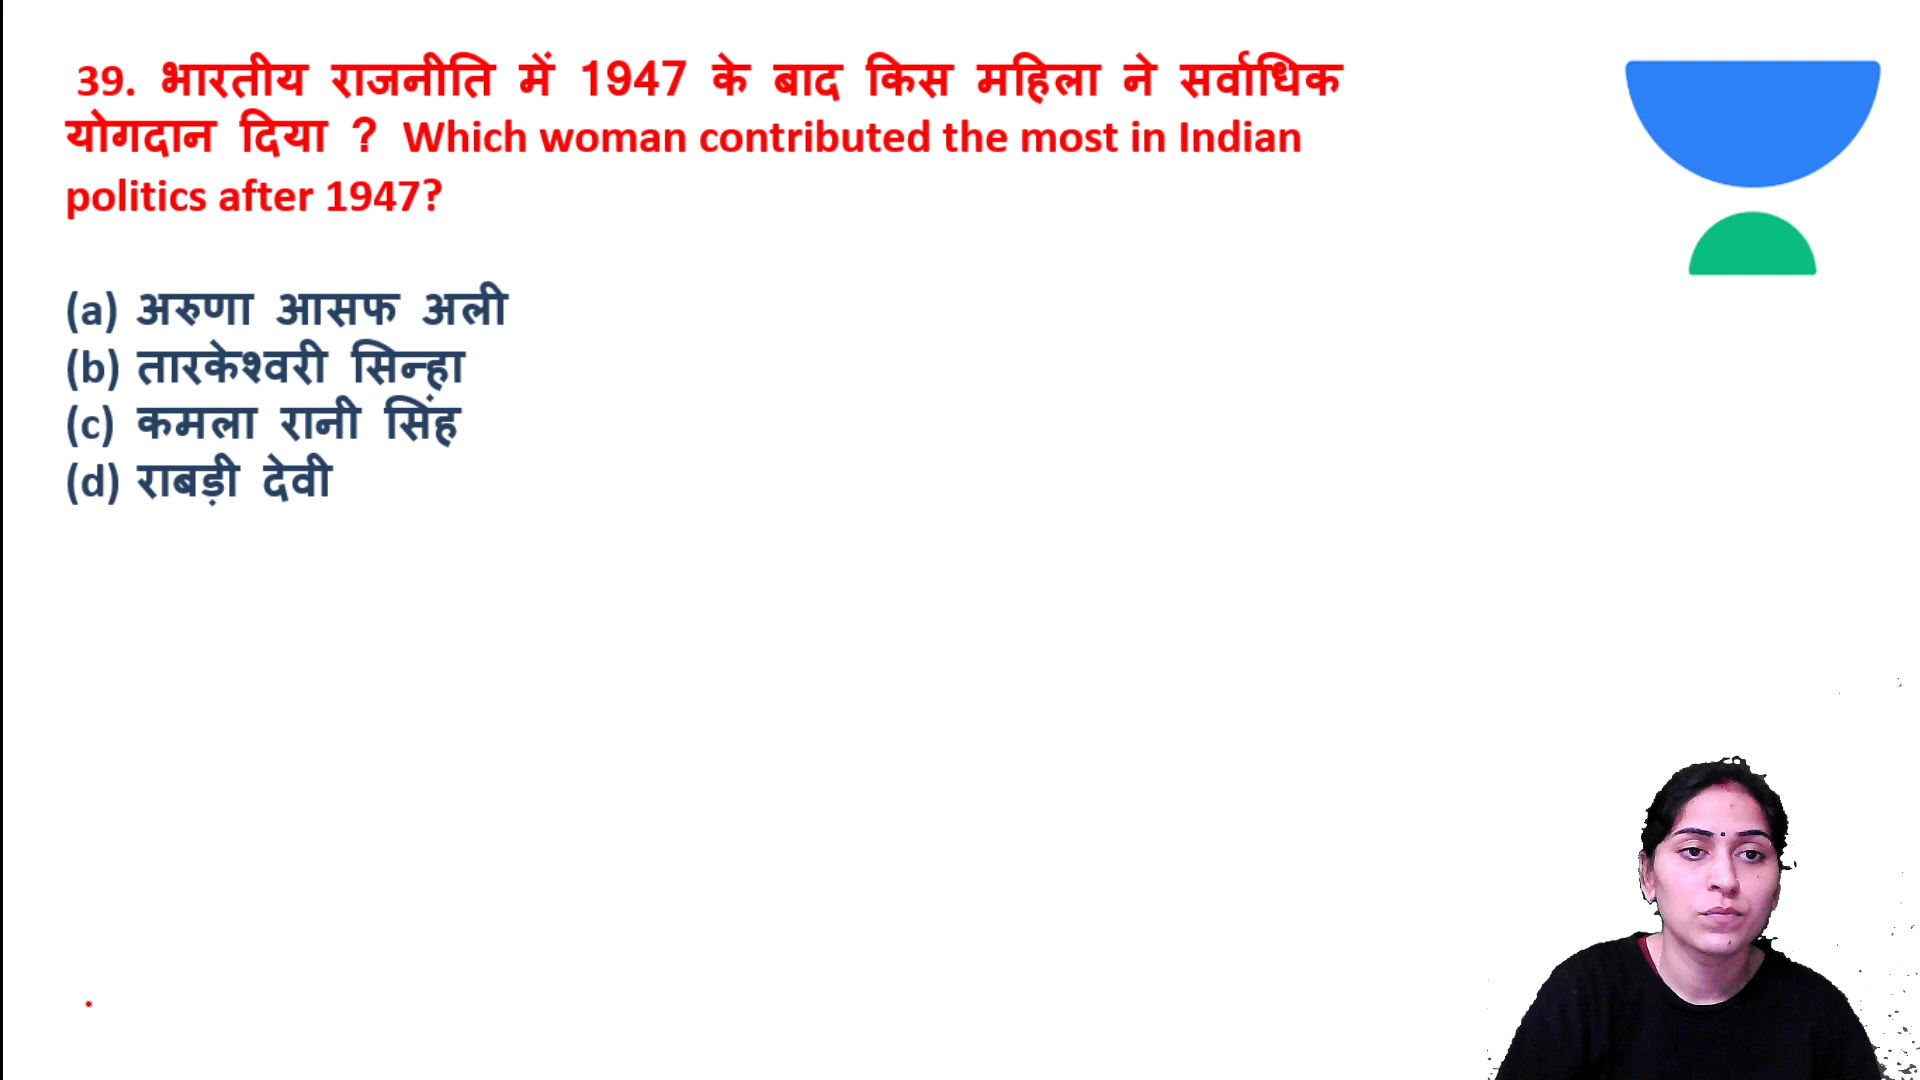 39. भारतीय राजनीति में 1947 के बाद किस महिला ने सर्वाधिक
योगदान दिया ? Which woman contributed the most in Indian
politics after 1947?
(a) अरुणा आसफ अली
(b) तारकेश्वरी सिन्हा
(c) कमला रानी सिंह
(d) राबड़ी देवी